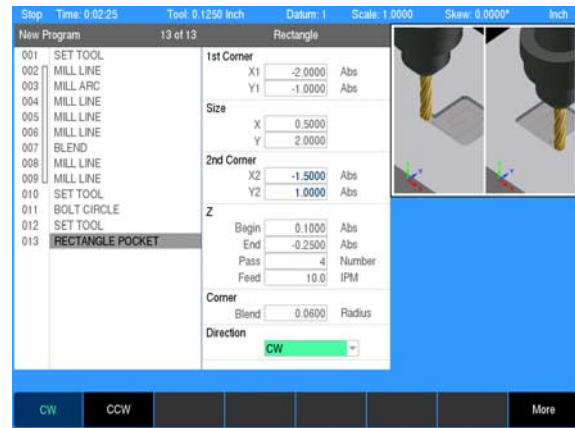 Stop Time: 0:02:25 Tool: 0.1250 Inch Datum: 1 Scale: 1.0000 Skew: 0.0000° Inch
New Program 13 of 13 Rectangle
001 SET TOOL
002 MILL LINE
003 MILL ARC
004 MILL LINE
005 MILL LINE
006 MILL LINE
007 BLEND
008 MILL LINE
009 MILL LINE
010 SET TOOL
011 BOLT CIRCLE
012 SET TOOL
013 RECTANGLE POCKET
1st Corner
X1 -2.0000 Abs
Y1 -1.0000 Abs
Size
X 0.5000
Y 2.0000
2nd Corner
X2 -1.5000 Abs
Y2 1.0000 Abs
Z
Begin 0.1000 Abs
End -0.2500 Abs
Pass 4 Number
Feed 10.0 IPM
Corner
Blend 0.0600 Radius
Direction
CW
CW CCW More